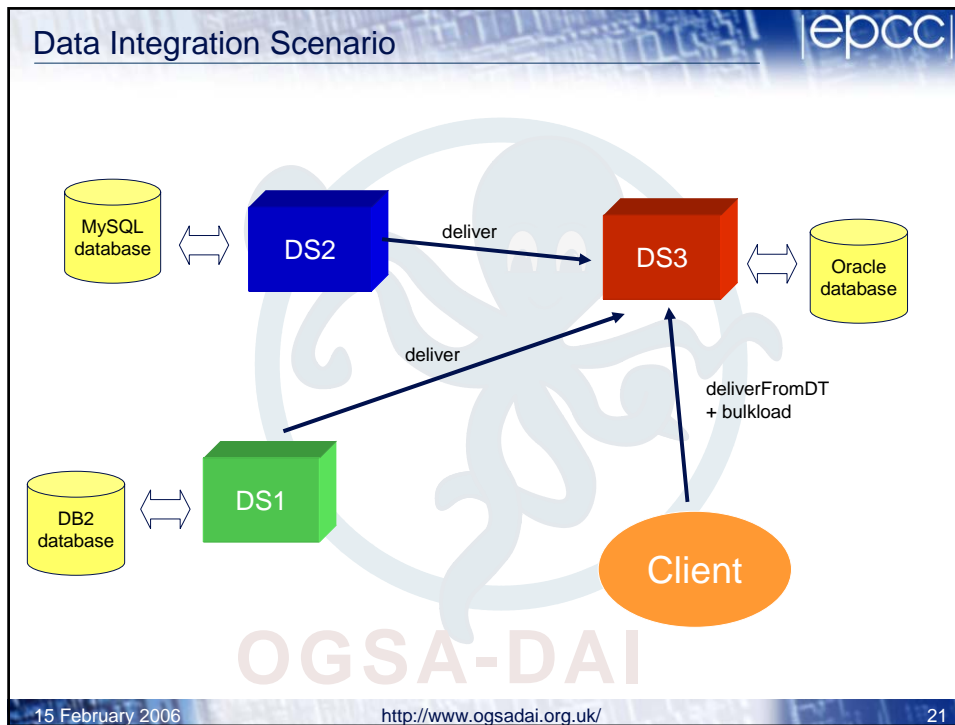 Data Integration Scenario
|epcc|
MySQL
database
DS2
deliver
DS3
Oracle
database
deliver
deliverFromDT
+ bulkload
DS1
DB2
database
Client
OGSA-DAI
15 February 2006
http://www.ogsadai.org.uk/
21